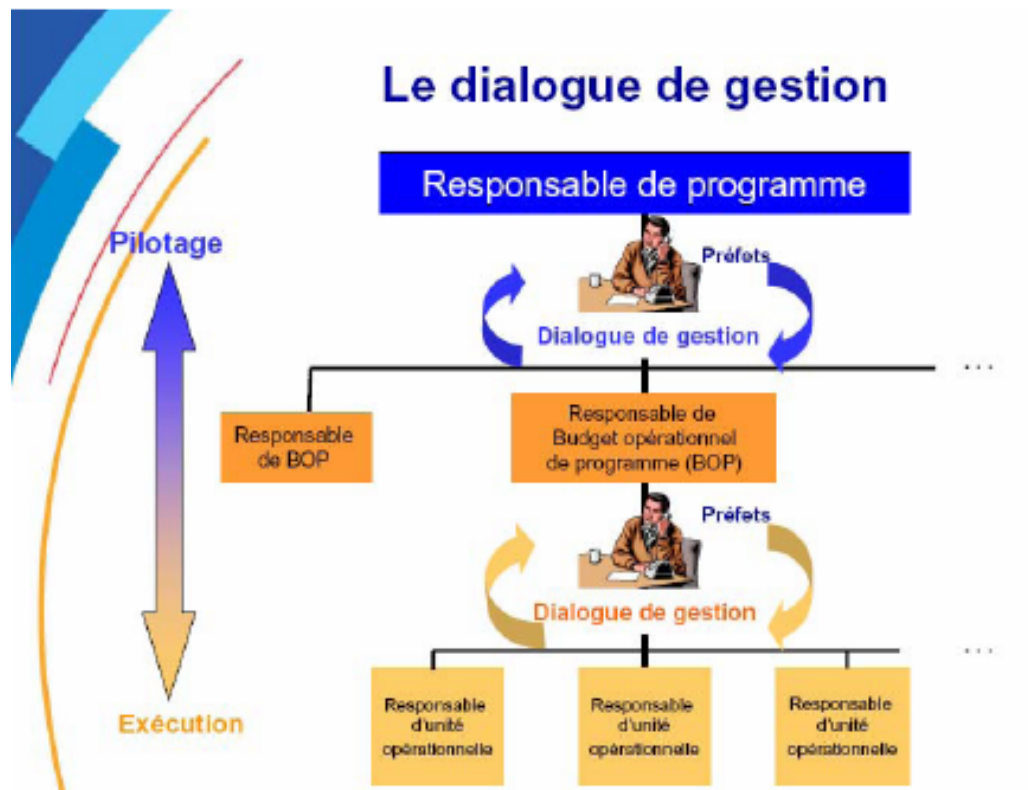 Le dialogue de gestion
Responsable de programme
Pilotage
Préfets
Dialogue de gestion
. . .
Responsable
de BOP
Responsable de
Budget opérationnel
de programme (BOP)
Préfets
Dialogue de gestion
. . .
Exécution
Responsable
d'unité
opérationnelle
Responsable
d'unité
opérationnelle
Responsable
d'unité
opérationnelle